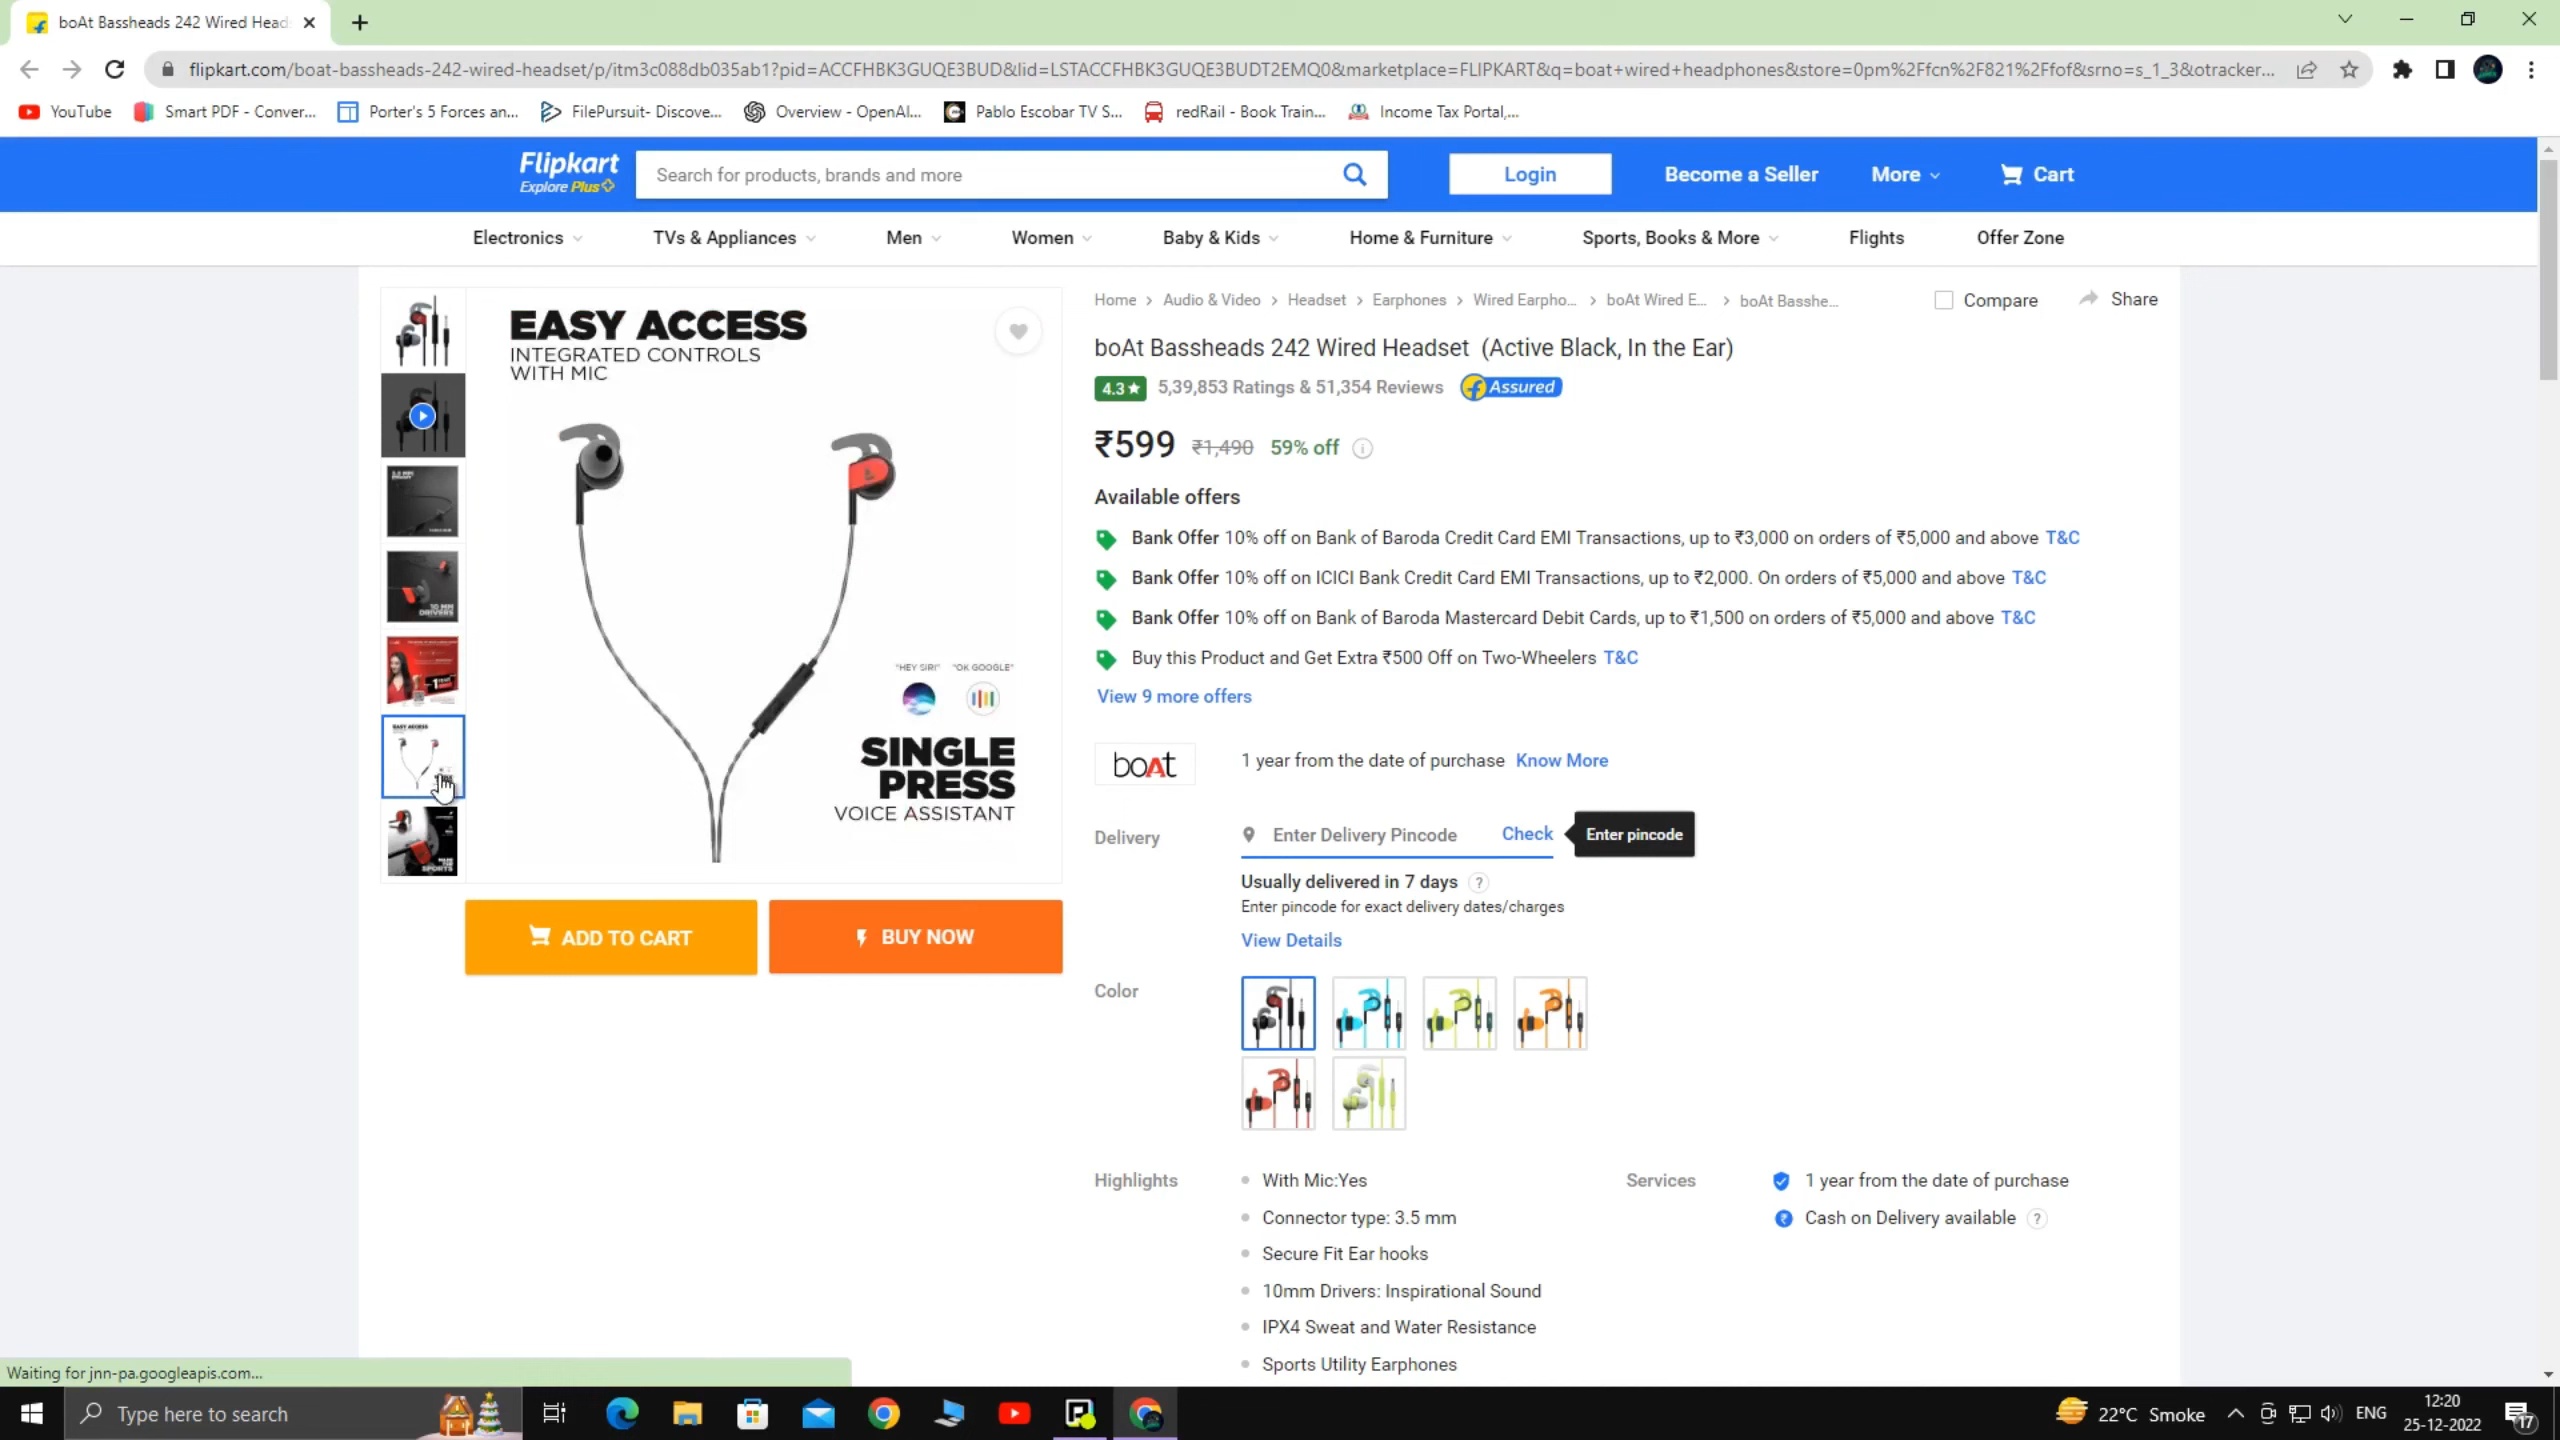 boAt Bassheads 242 Wired Head
flipkart.com/boat-bassheads-242-wired-headset/p/itm3c088db035ab1?pid=ACCFHBK3GUQE3BUD&lid=LSTACCFHBK3GUQE3BUDT2EMQ0&marketplace=FLIPKART&q=boat+wired+headphones&store=0pm%2Ffcn%2F821%2Ffof&srno=s_1_3&otracker...
YouTube Smart PDF - Conver... Porter's 5 Forces an... FilePursuit- Discove... Overview - OpenAI... Pablo Escobar TV S... redRail - Book Train... Income Tax Portal,...
Flipkart
Explore Plus
Search for products, brands and more
Login Become a Seller More Cart
Electronics TVs & Appliances Men Women Baby & Kids Home & Furniture Sports, Books & More Flights Offer Zone
EASY ACCESS
INTEGRATED CONTROLS
WITH MIC
"HEY SIRI" "OK GOOGLE"
SINGLE
PRESS
VOICE ASSISTANT
10 MM
DRIVERS
EASY ACCESS
SPORTS
ADD TO CART BUY NOW
Home > Audio & Video > Headset > Earphones > Wired Earpho... > boAt Wired E... > boAt Basshe...
Compare Share
boAt Bassheads 242 Wired Headset (Active Black, In the Ear)
4.3★ 5,39,853 Ratings & 51,354 Reviews Assured
₹599 ₹1,490 59% off
Available offers
Bank Offer 10% off on Bank of Baroda Credit Card EMI Transactions, up to ₹3,000 on orders of ₹5,000 and above T&C
Bank Offer 10% off on ICICI Bank Credit Card EMI Transactions, up to ₹2,000. On orders of ₹5,000 and above T&C
Bank Offer 10% off on Bank of Baroda Mastercard Debit Cards, up to ₹1,500 on orders of ₹5,000 and above T&C
Buy this Product and Get Extra ₹500 Off on Two-Wheelers T&C
View 9 more offers
boAt 1 year from the date of purchase Know More
Delivery Enter Delivery Pincode Check Enter pincode
Usually delivered in 7 days ?
Enter pincode for exact delivery dates/charges
View Details
Color
Highlights
With Mic:Yes
Connector type: 3.5 mm
Secure Fit Ear hooks
10mm Drivers: Inspirational Sound
IPX4 Sweat and Water Resistance
Sports Utility Earphones
Services
1 year from the date of purchase
Cash on Delivery available ?
Waiting for jnn-pa.googleapis.com...
Type here to search
22°C Smoke ENG
12:20
25-12-2022
17